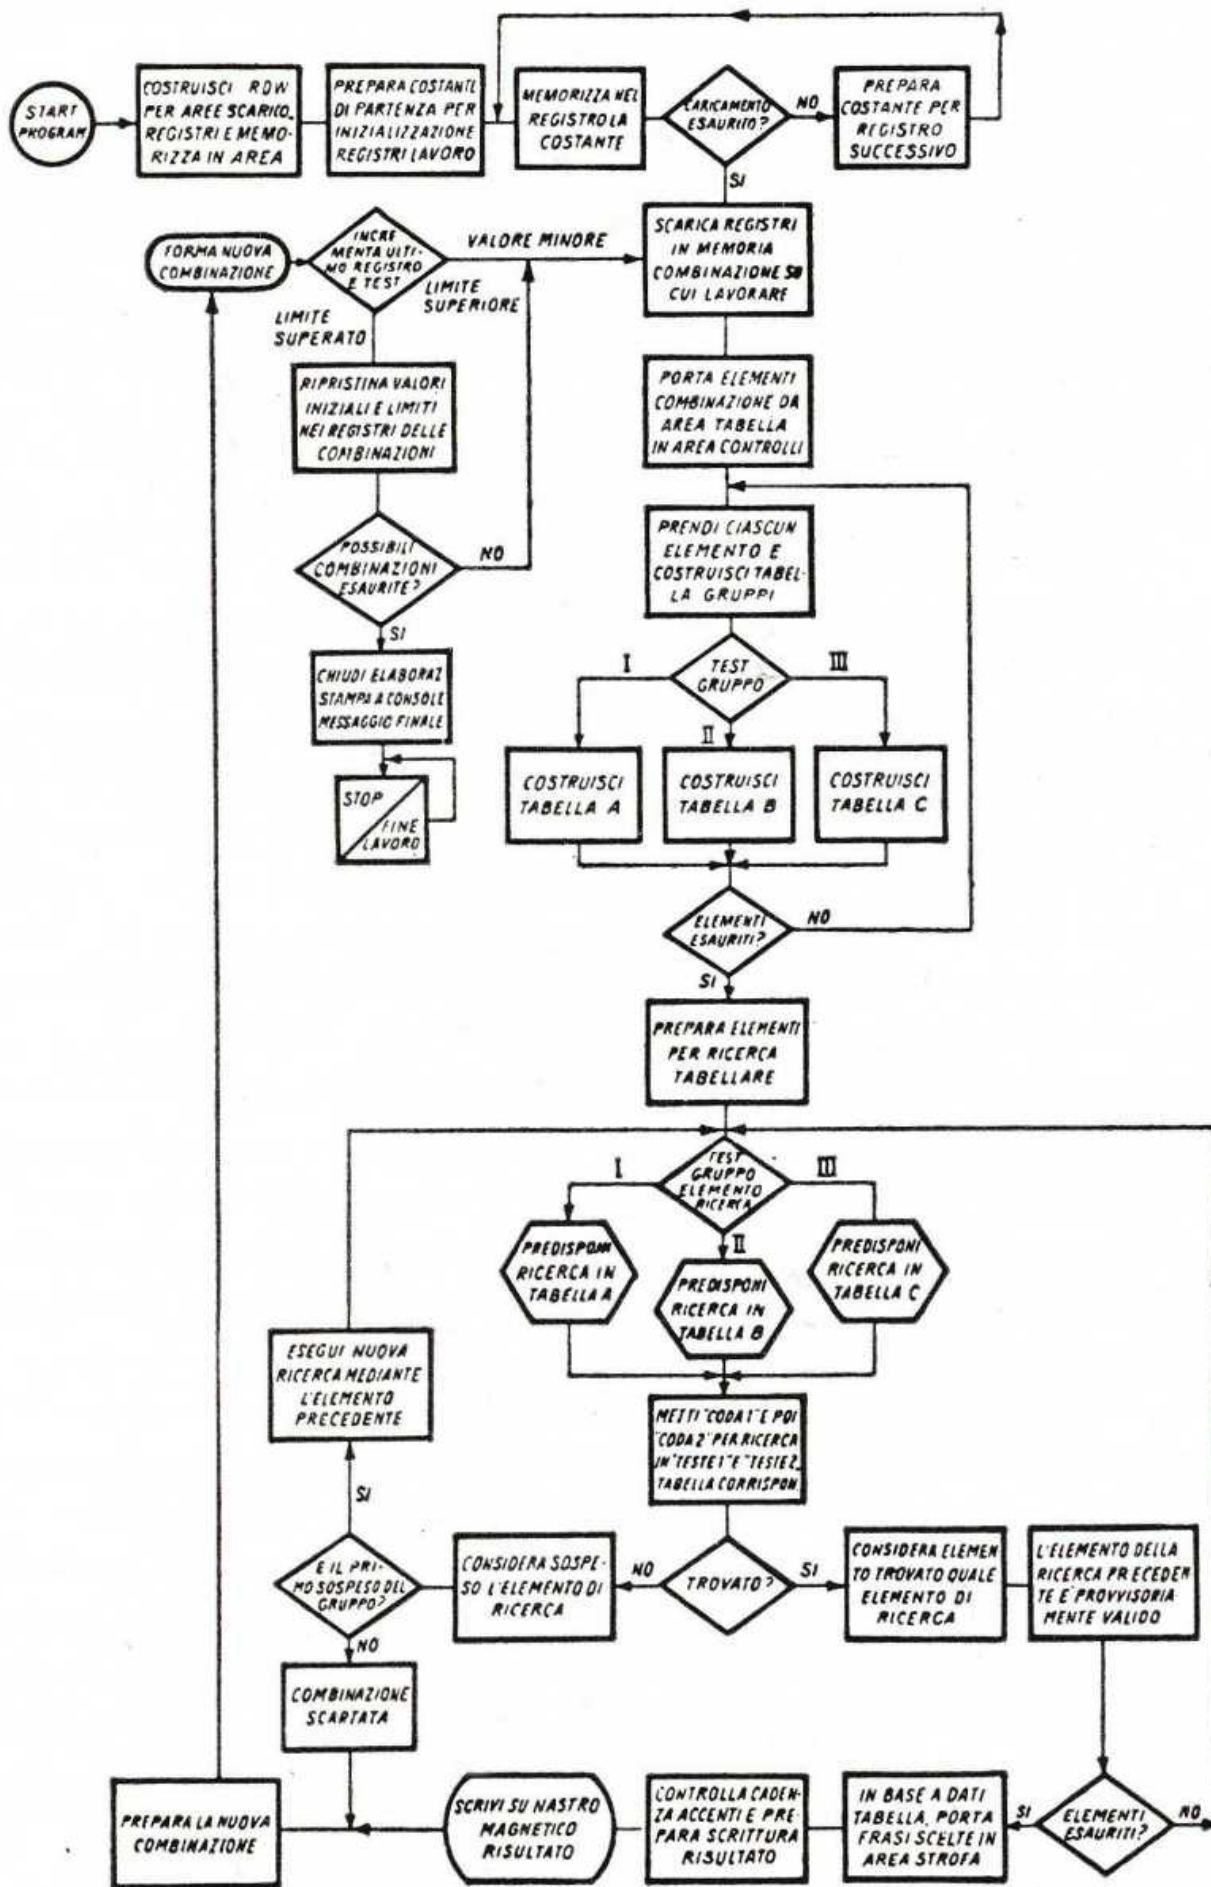 START
PROGRAM
COSTRUISCI RDW
PER AREE SCARICO_
REGISTRI E MEMO-
RIZZA IN AREA
PREPARA COSTANTE
DI PARTENZA PER
INIZIALIZZAZIONE
REGISTRI LAVORO
MEMORIZZA NEL
REGISTRO LA
COSTANTE
CARICAMENTO
ESAURITO?
NO
PREPARA
COSTANTE PER
REGISTRO
SUCCESSIVO
SI
FORMA NUOVA
COMBINAZIONE
INCRE
MENTA ULTI-
MO REGISTRO
E TEST
VALORE MINORE
LIMITE
SUPERIORE
LIMITE
SUPERATO
SCARICA REGISTRI
IN MEMORIA
COMBINAZIONE SU
CUI LAVORARE
RIPRISTINA VALORI
INIZIALI E LIMITI
NEI REGISTRI DELLE
COMBINAZIONI
PORTA ELEMENTI
COMBINAZIONE DA
AREA TABELLA
IN AREA CONTROLLI
POSSIBILI
COMBINAZIONI
ESAURITE?
NO
SI
PRENDI CIASCUN
ELEMENTO E
COSTRUISCI TABEL-
LA GRUPPI
CHIUDI ELABORAZ
STAMPA A CONSOLE
MESSAGGIO FINALE
STOP
FINE
LAVORO
I
TEST
GRUPPO
III
II
COSTRUISCI
TABELLA A
COSTRUISCI
TABELLA B
COSTRUISCI
TABELLA C
ELEMENTI
ESAURITI?
NO
SI
PREPARA ELEMENTI
PER RICERCA
TABELLARE
I
TEST
GRUPPO
ELEMENTO
RICERCA
III
II
PREDISPONI
RICERCA IN
TABELLA A
PREDISPONI
RICERCA IN
TABELLA B
PREDISPONI
RICERCA IN
TABELLA C
ESEGUI NUOVA
RICERCA MEDIANTE
L'ELEMENTO
PRECEDENTE
METTI "CODA 1" E POI
"CODA 2" PER RICERCA
IN "TESTE 1" E "TESTE 2_
TABELLA CORRISPON.
SI
E IL PRI-
MO SOSPESO DEL
GRUPPO?
CONSIDERA SOSPE-
SO L'ELEMENTO DI
RICERCA
NO
TROVATO?
SI
CONSIDERA ELEMEN
TO TROVATO QUALE
ELEMENTO DI
RICERCA
L'ELEMENTO DELLA
RICERCA PRECEDEN
TE E' PROVVISORIA-
MENTE VALIDO
NO
COMBINAZIONE
SCARTATA
PREPARA LA NUOVA
COMBINAZIONE
SCRIVI SU NASTRO
MAGNETICO
RISULTATO
CONTROLLA CADEN-
ZA ACCENTI E PRE-
PARA SCRITTURA
RISULTATO
IN BASE A DATI
TABELLA, PORTA
FRASI SCELTE IN
AREA STROFA
SI
ELEMENTI
ESAURITI?
NO